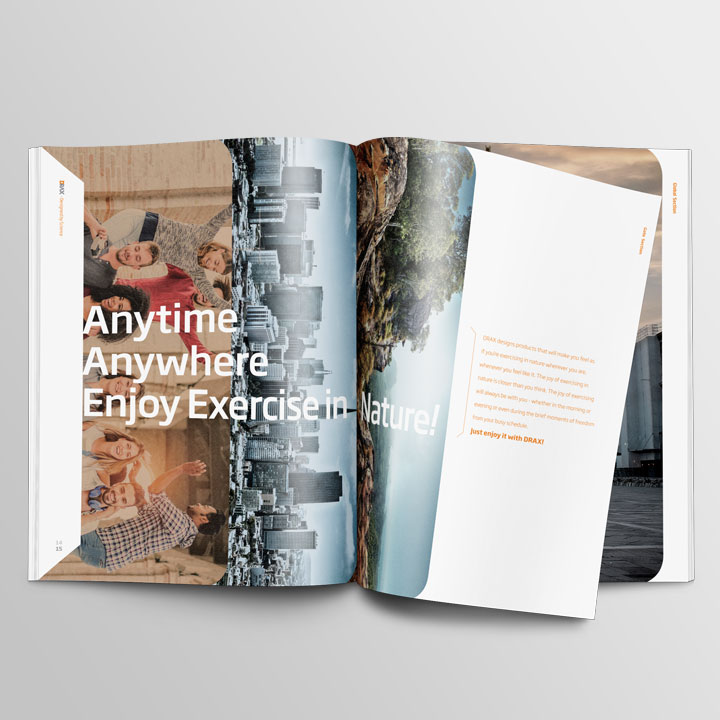 DRAX designed by Science
Anytime
Anywhere
Enjoy Exercise in Nature!
DRAX designs products that will make you feel as
if you're exercising in nature wherever you are,
whenever you feel like it. The joy of exercising in
nature is closer than you think. The joy of exercising
will always be with you - whether in the morning or
evening or even during the brief moments of freedom
from your busy schedule.
Just enjoy it with DRAX!
Global Section
14
15